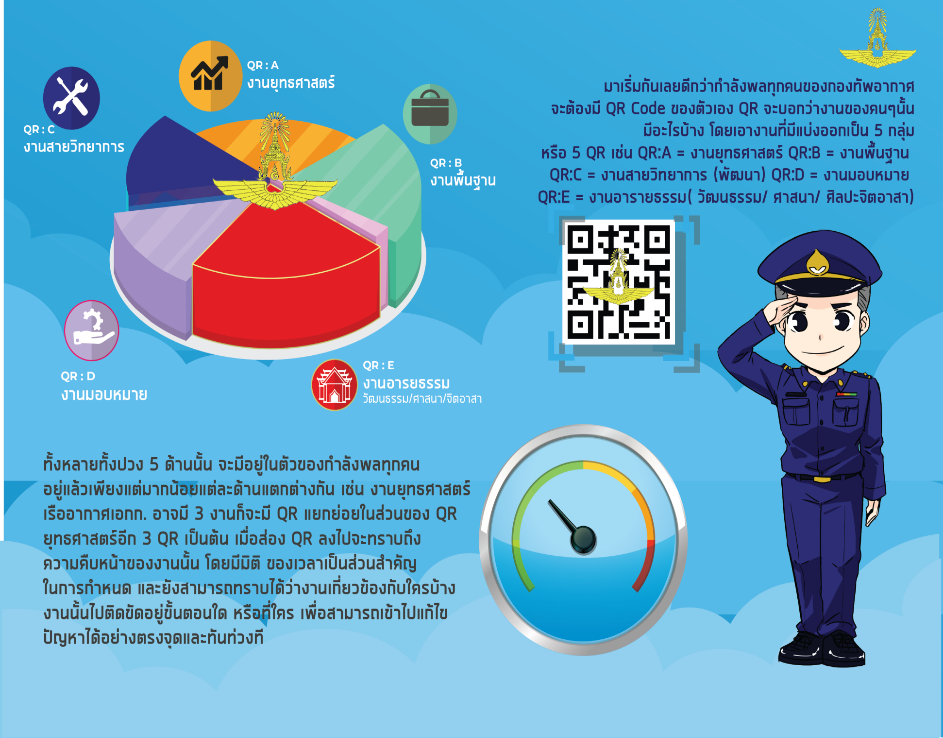 QR : A
งานยุทธศาสตร์
QR : C
งานสายวิทยาการ
QR : B
งานพื้นฐาน
QR : D
งานมอบหมาย
QR : E
งานอารยธรรม
วัฒนธรรม/ศาสนา/จิตอาสา
มาเริ่มกันเลยดีกว่ากำลังพลทุกคนของกองทัพอากาศ
จะต้องมี QR Code ของตัวเอง QR จะบอกว่างานของคนๆนั้น
มีอะไรบ้าง โดยเอางานที่มีแบ่งออกเป็น 5 กลุ่ม
หรือ 5 QR เช่น QR:A = งานยุทธศาสตร์ QR:B = งานพื้นฐาน
QR:C = งานสายวิทยาการ (พัฒนา) QR:D = งานมอบหมาย
QR:E = งานอารายธรรม( วัฒนธรรม/ ศาสนา/ ศิลปะจิตอาสา)
ทั้งหลายทั้งปวง 5 ด้านนั้น จะมีอยู่ในตัวของกำลังพลทุกคน
อยู่แล้วเพียงแต่มากน้อยแต่ละด้านแตกต่างกัน เช่น งานยุทธศาสตร์
เรืออากาศเอกก. อาจมี 3 งานก็จะมี QR แยกย่อยในส่วนของ QR
ยุทธศาสตร์อีก 3 QR เป็นต้น เมื่อส่อง QR ลงไปจะทราบถึง
ความคืบหน้าของงานนั้น โดยมีมิติ ของเวลาเป็นส่วนสำคัญ
ในการกำหนด และยังสามารถทราบได้ว่างานเกี่ยวข้องกับใครบ้าง
งานนั้นไปติดขัดอยู่ขั้นตอนใด หรือที่ใคร เพื่อสามารถเข้าไปแก้ไข
ปัญหาได้อย่างตรงจุดและทันท่วงที